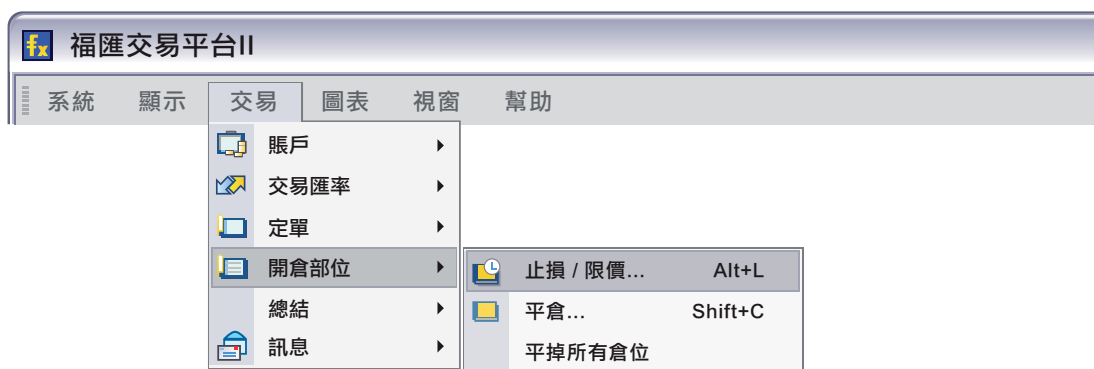 fx 福匯交易平台II
系統 顯示 交易 圖表 視窗 幫助
賬戶
交易匯率
定單
開倉部位
止損 / 限價... Alt+L
總結
平倉... Shift+C
訊息
平掉所有倉位